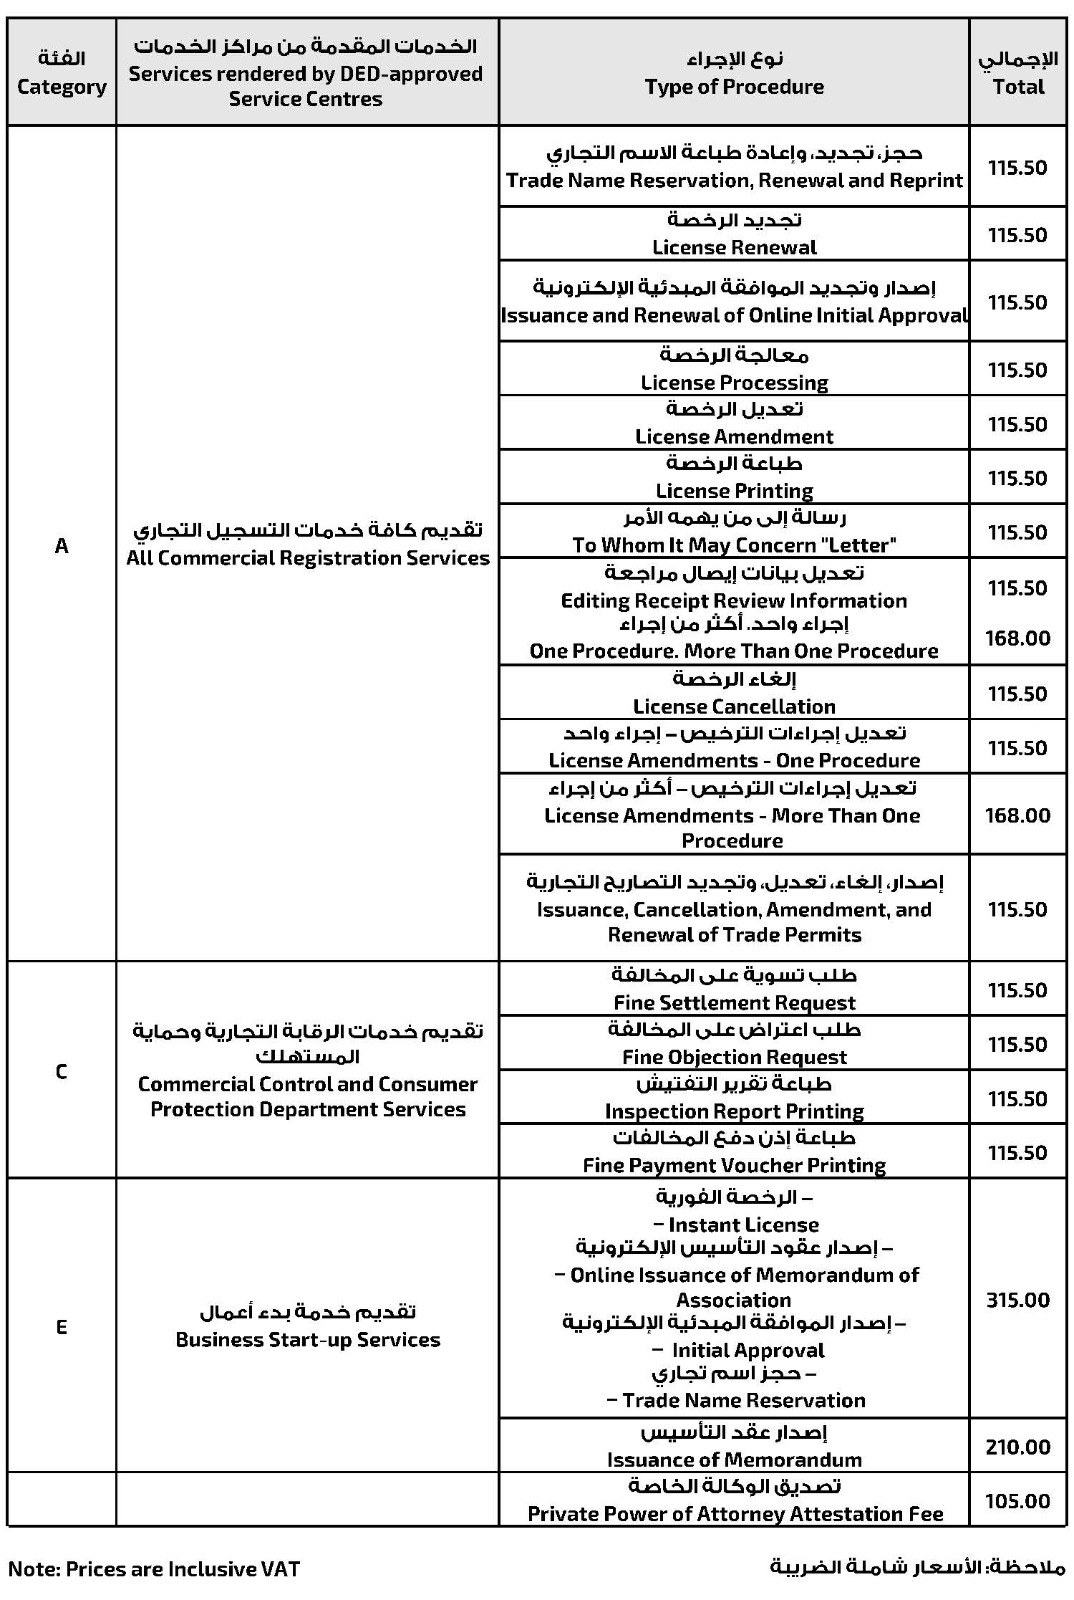 الفئة
Category
الخدمات المقدمة من مراكز الخدمات
Services rendered by DED-approved
Service Centres
نوع الإجراء
Type of Procedure
الإجمالي
Total
A
تقديم كافة خدمات التسجيل التجاري
All Commercial Registration Services
حجز، تجديد، وإعادة طباعة الاسم التجاري
Trade Name Reservation, Renewal and Reprint
115.50
تجديد الرخصة
License Renewal
115.50
إصدار وتجديد الموافقة المبدئية الإلكترونية
Issuance and Renewal of Online Initial Approval
115.50
معالجة الرخصة
License Processing
115.50
تعديل الرخصة
License Amendment
115.50
طباعة الرخصة
License Printing
115.50
رسالة إلى من يهمه الأمر
To Whom It May Concern "Letter"
115.50
تعديل بيانات إيصال مراجعة
Editing Receipt Review Information
115.50
إجراء واحد. أكثر من إجراء
One Procedure. More Than One Procedure
168.00
إلغاء الرخصة
License Cancellation
115.50
تعديل إجراءات الترخيص – إجراء واحد
License Amendments - One Procedure
115.50
تعديل إجراءات الترخيص – أكثر من إجراء
License Amendments - More Than One
Procedure
168.00
إصدار، إلغاء، تعديل، وتجديد التصاريح التجارية
Issuance, Cancellation, Amendment, and
Renewal of Trade Permits
115.50
C
تقديم خدمات الرقابة التجارية وحماية
المستهلك
Commercial Control and Consumer
Protection Department Services
طلب تسوية على المخالفة
Fine Settlement Request
115.50
طلب اعتراض على المخالفة
Fine Objection Request
115.50
طباعة تقرير التفتيش
Inspection Report Printing
115.50
طباعة إذن دفع المخالفات
Fine Payment Voucher Printing
115.50
E
تقديم خدمة بدء أعمال
Business Start-up Services
– الرخصة الفورية
– Instant License
– إصدار عقود التأسيس الإلكترونية
– Online Issuance of Memorandum of
Association
– إصدار الموافقة المبدئية الإلكترونية
– Initial Approval
– حجز اسم تجاري
– Trade Name Reservation
315.00
إصدار عقد التأسيس
Issuance of Memorandum
210.00
تصديق الوكالة الخاصة
Private Power of Attorney Attestation Fee
105.00
Note: Prices are Inclusive VAT
ملاحظة: الأسعار شاملة الضريبة